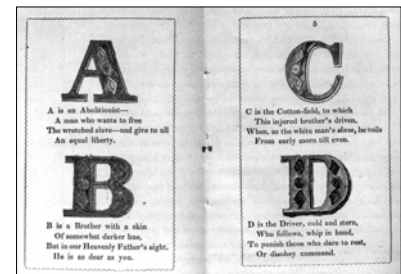 A
A is an Abolitionist—
A man who wants to free
The wretched slave—and give to all
An equal liberty.
B
B is a Brother with a skin
Of somewhat darker hue,
But in our Heavenly Father's sight,
He is as dear as you.
5
C
C is the Cotton-field, to which
This injured brother's driven,
When, as the white man's slave, he toils
From early morn till even.
D
D is the Driver, cold and stern,
Who follows, whip in hand,
To punish those who dare to rest,
Or disobey command.